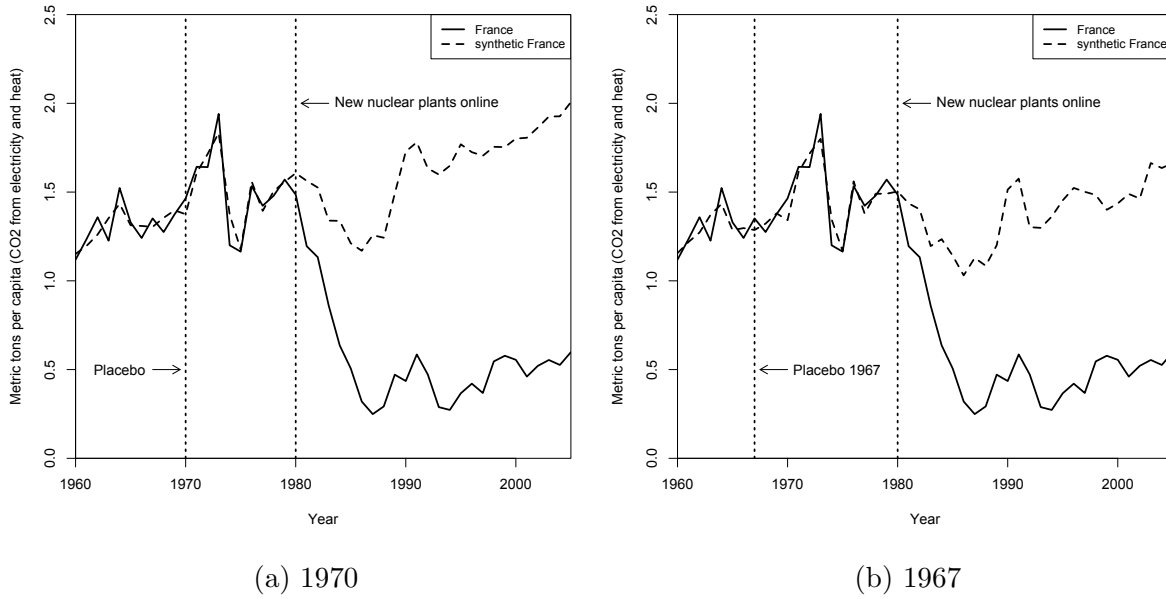 Metric tons per capita (CO2 from electricity and heat)
2.5
2.0
1.5
1.0
0.5
0.0
France
synthetic France
New nuclear plants online
Placebo
1960
1970
1980
1990
2000
Year
(a) 1970
Metric tons per capita (CO2 from electricity and heat)
2.5
2.0
1.5
1.0
0.5
0.0
France
synthetic France
New nuclear plants online
Placebo 1967
1960
1970
1980
1990
2000
Year
(b) 1967